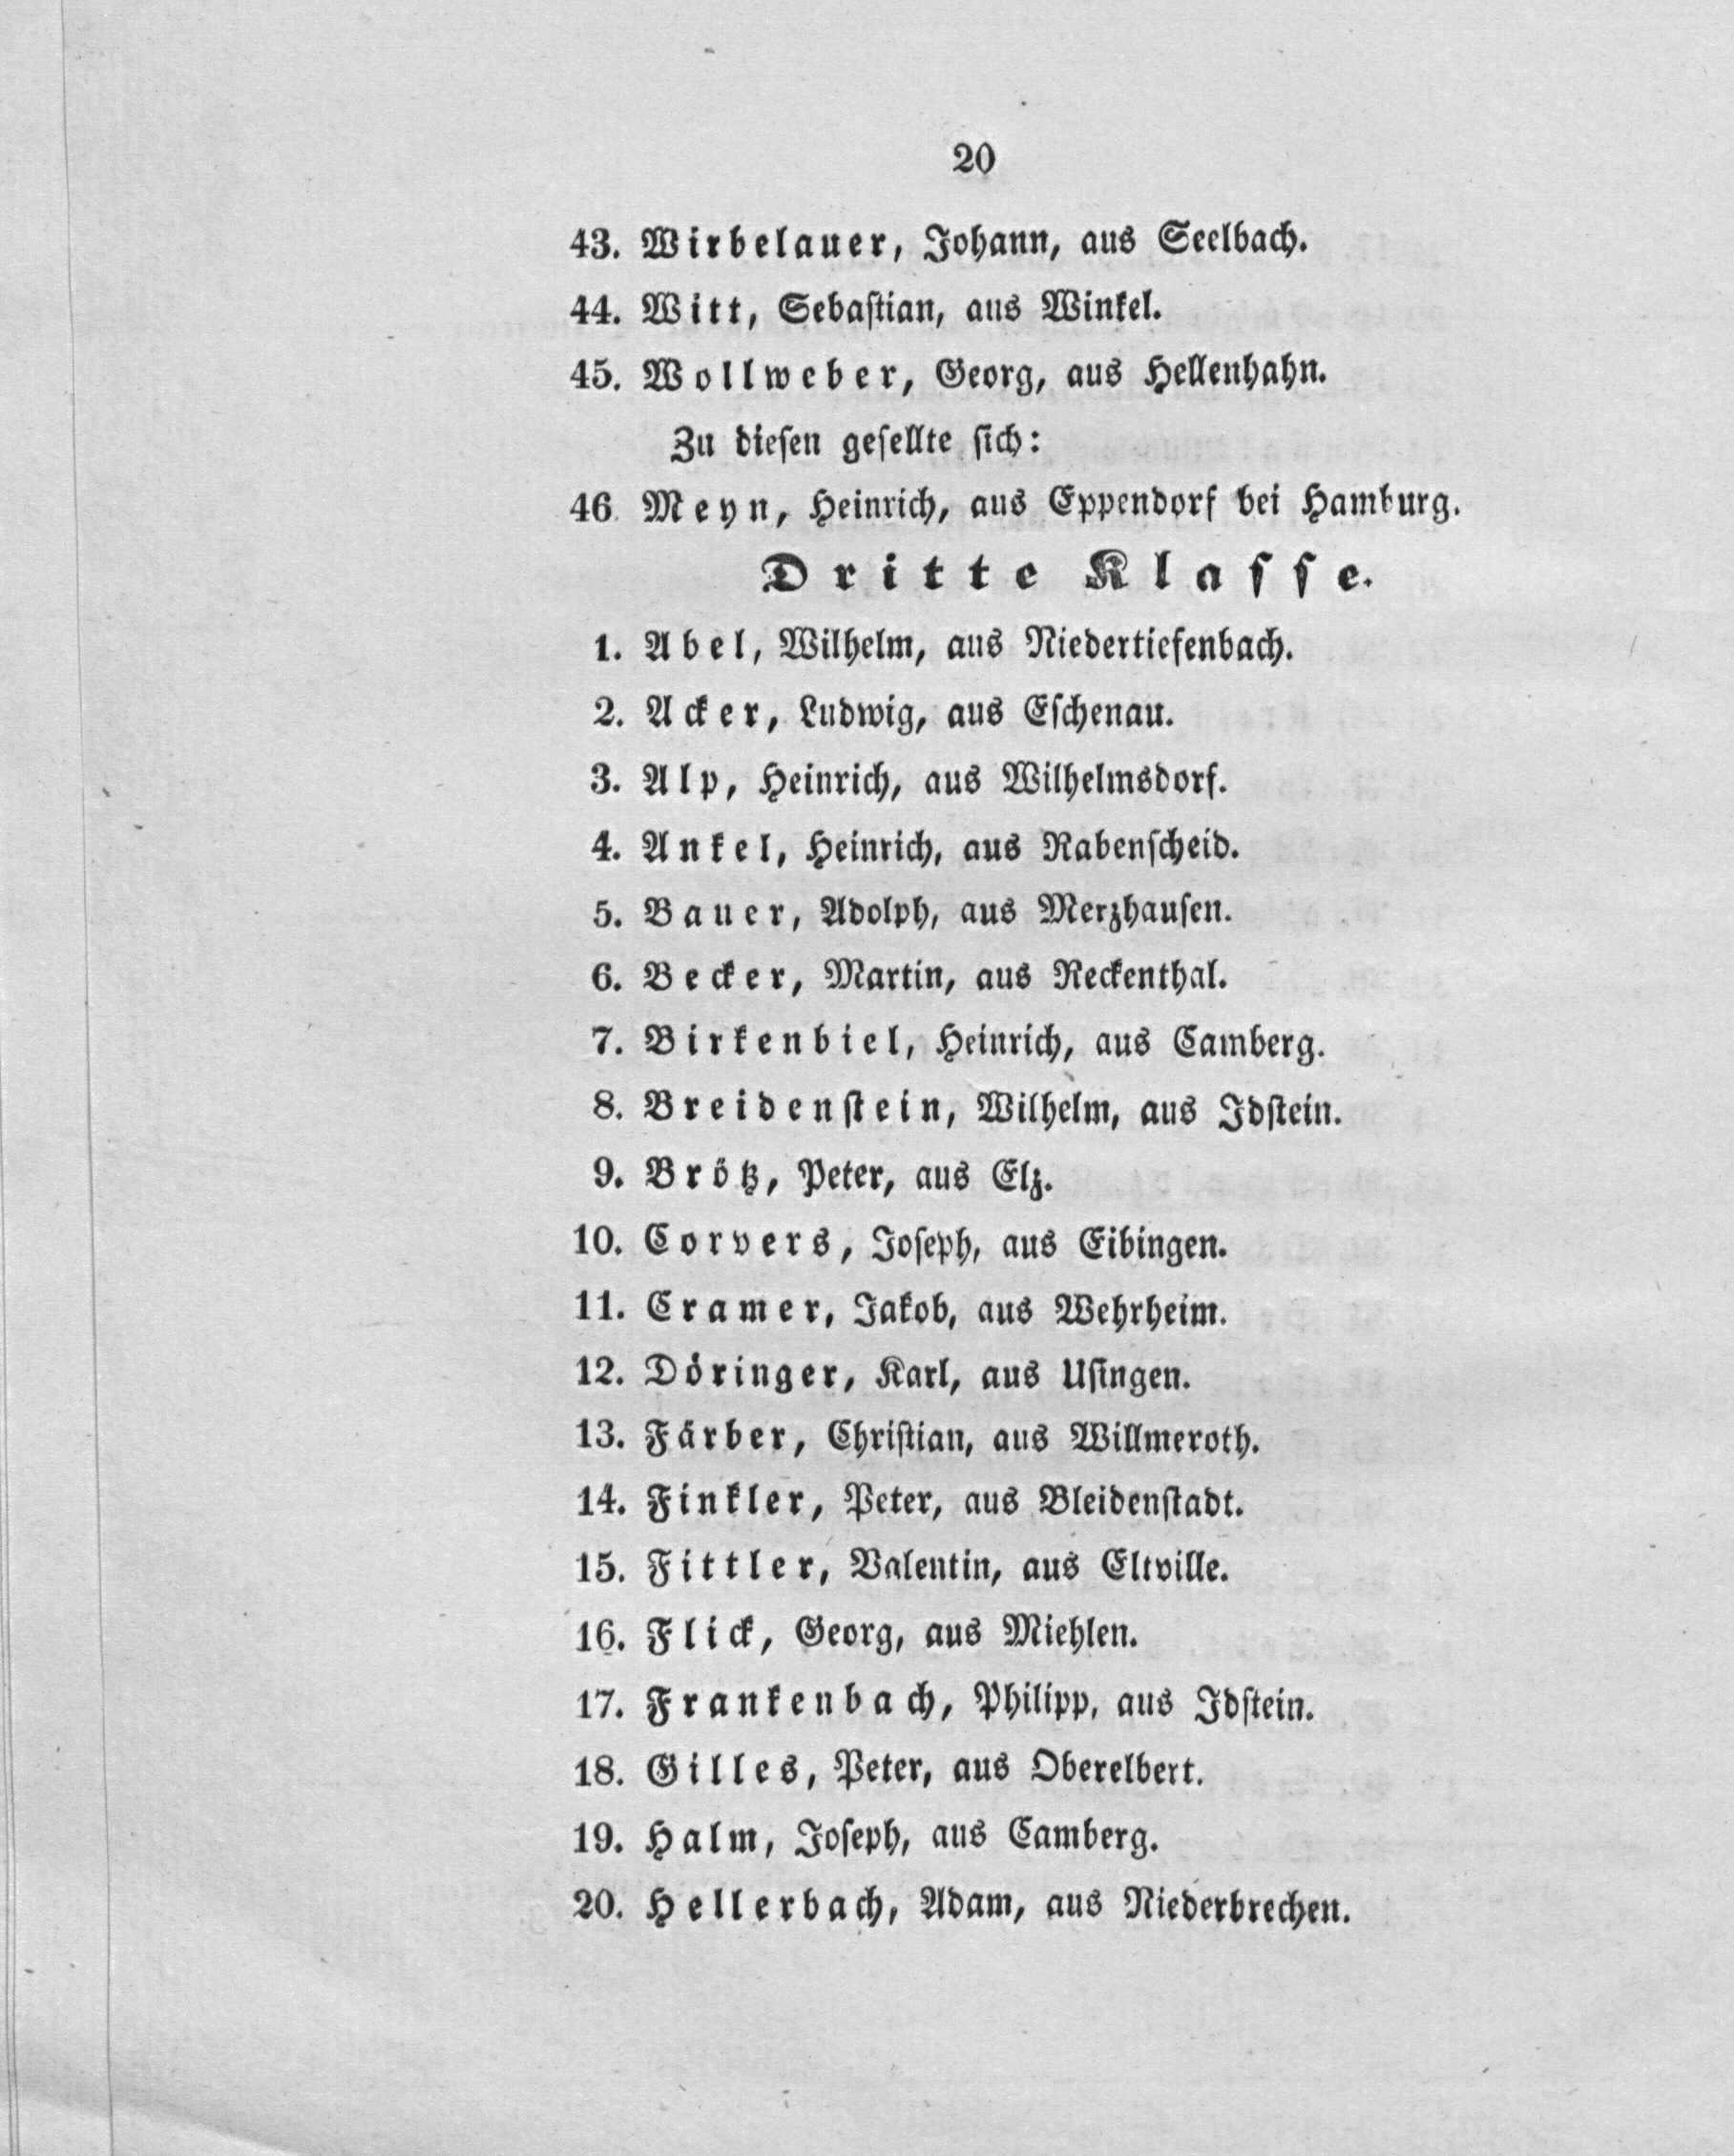 20
43. Wirbelauer, Johann, aus Seelbach.
44. Witt, Sebastian, aus Winkel.
45. Wollweber, Georg, aus Hellenhahn.
Zu diesen gesellte sich:
46 Meyn, Heinrich, aus Eppendorf bei Hamburg.
Dritte Klasse.
1. Abel, Wilhelm, aus Niedertiefenbach.
2. Acker, Ludwig, aus Eschenau.
3. Alp, Heinrich, aus Wilhelmsdorf.
4. Ankel, Heinrich, aus Rabenscheid.
5. Bauer, Adolph, aus Merzhausen.
6. Becker, Martin, aus Reckenthal.
7. Birkenbiel, Heinrich, aus Camberg.
8. Breidenstein, Wilhelm, aus Idstein.
9. Brötz, Peter, aus Elz.
10. Corvers, Joseph, aus Eibingen.
11. Cramer, Jakob, aus Wehrheim.
12. Döringer, Karl, aus Usingen.
13. Färber, Christian, aus Willmeroth.
14. Finkler, Peter, aus Bleidenstadt.
15. Fittler, Valentin, aus Eltville.
16. Flick, Georg, aus Miehlen.
17. Frankenbach, Philipp, aus Idstein.
18. Gilles, Peter, aus Oberelbert.
19. Halm, Joseph, aus Camberg.
20. Hellerbach, Adam, aus Niederbrechen.